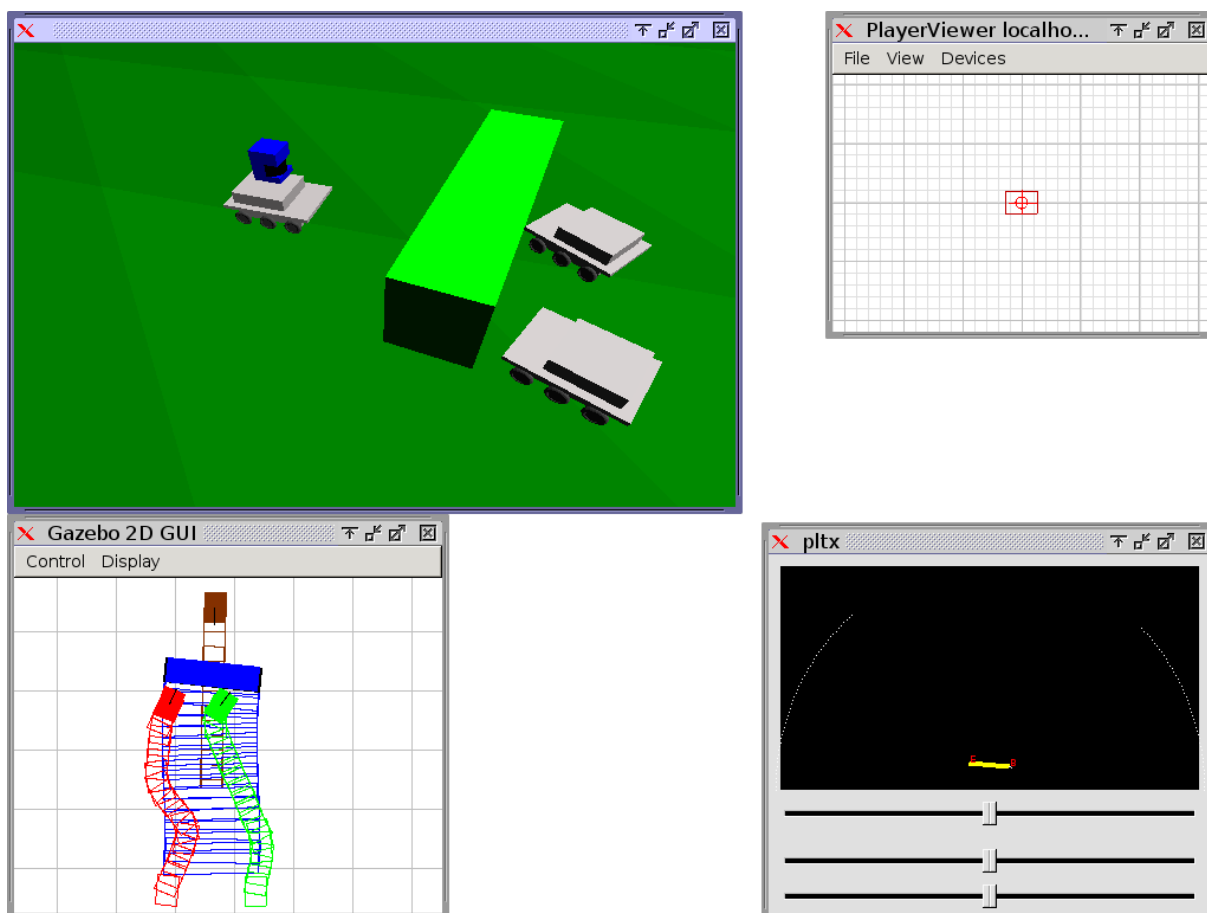 PlayerViewer localho...
File View Devices
Gazebo 2D GUI
Control Display
pltx